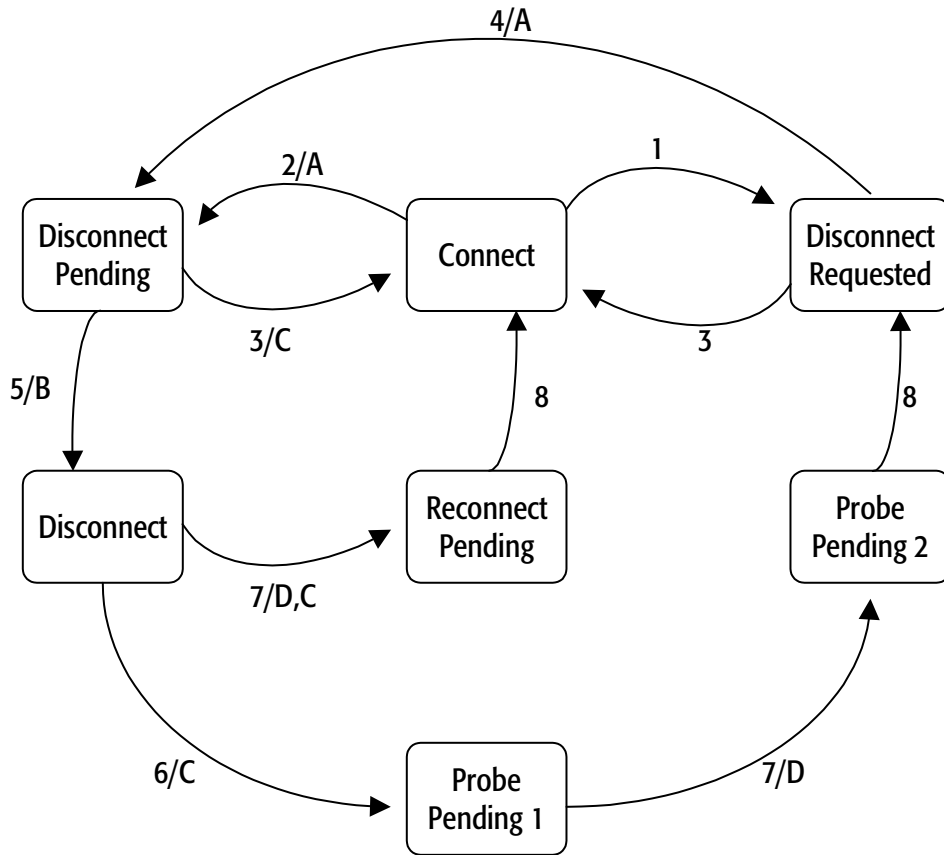 4/A
2/A
1
Disconnect
Pending
Connect
Disconnect
Requested
3/C
3
5/B
8
8
Disconnect
Reconnect
Pending
Probe
Pending 2
7/D,C
6/C
Probe
Pending 1
7/D